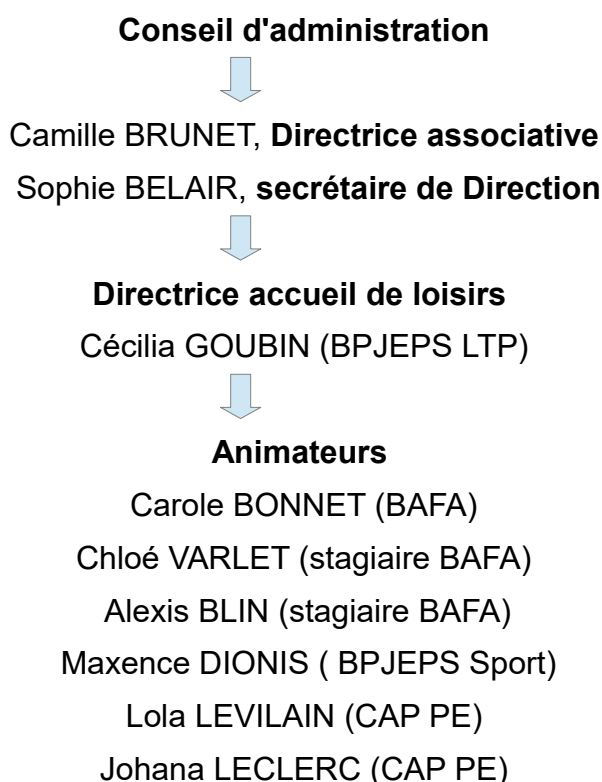 Conseil d'administration
Camille BRUNET, Directrice associative
Sophie BELAIR, secrétaire de Direction
Directrice accueil de loisirs
Cécilia GOUBIN (BPJEPS LTP)
Animateurs
Carole BONNET (BAFA)
Chloé VARLET (stagiaire BAFA)
Alexis BLIN (stagiaire BAFA)
Maxence DIONIS ( BPJEPS Sport)
Lola LEVILAIN (CAP PE)
Johana LECLERC (CAP PE)